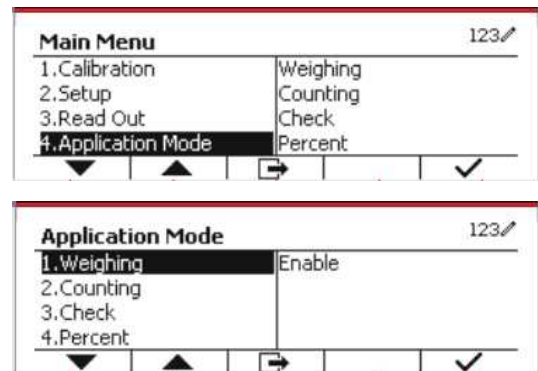 Main Menu 123
1.Calibration Weighing
2.Setup Counting
3.Read Out Check
4.Application Mode Percent
Application Mode 123
1.Weighing Enable
2.Counting
3.Check
4.Percent